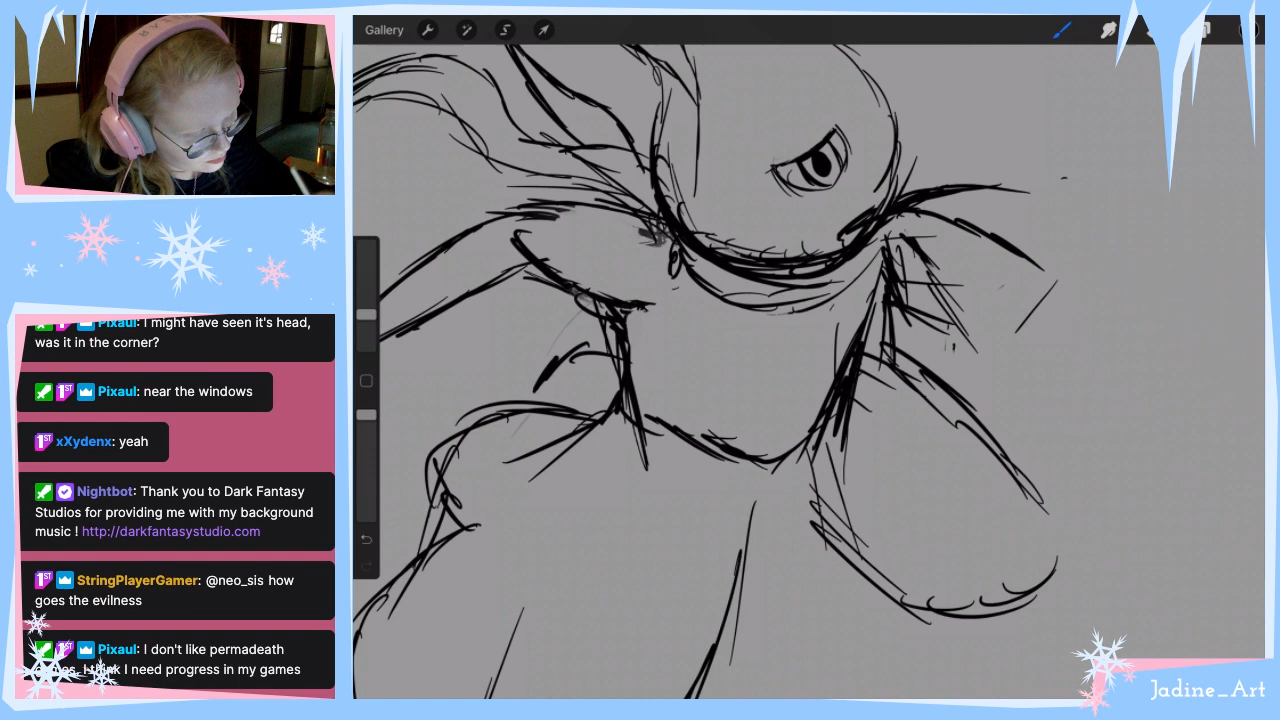 Gallery
Pixaul: I might have seen it's head,
was it in the corner?
Pixaul: near the windows
xXydenx: yeah
Nightbot: Thank you to Dark Fantasy
Studios for providing me with my background
music ! http://darkfantasystudio.com
StringPlayerGamer: @neo_sis how
goes the evilness
Pixaul: I don't like permadeath
I think I need progress in my games
Jadine_Art